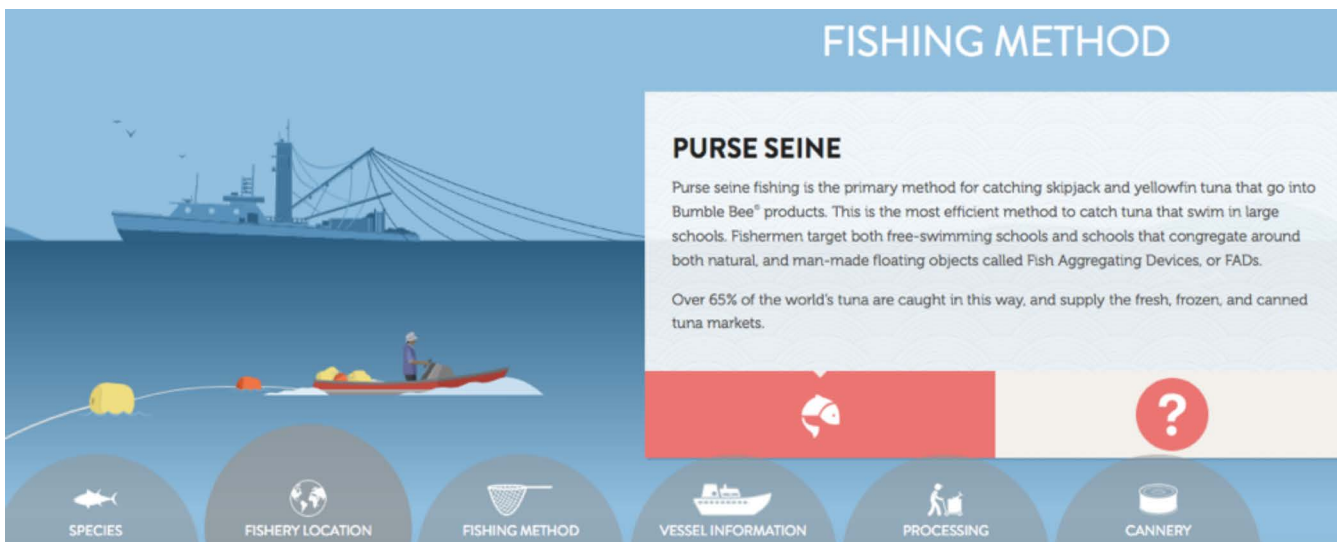 FISHING METHOD
PURSE SEINE
Purse seine fishing is the primary method for catching skipjack and yellowfin tuna that go into
Bumble Bee® products. This is the most efficient method to catch tuna that swim in large
schools. Fishermen target both free-swimming schools and schools that congregate around
both natural, and man-made floating objects called Fish Aggregating Devices, or FADs.
Over 65% of the world's tuna are caught in this way, and supply the fresh, frozen, and canned
tuna markets.
?
SPECIES
FISHERY LOCATION
FISHING METHOD
VESSEL INFORMATION
PROCESSING
CANNERY